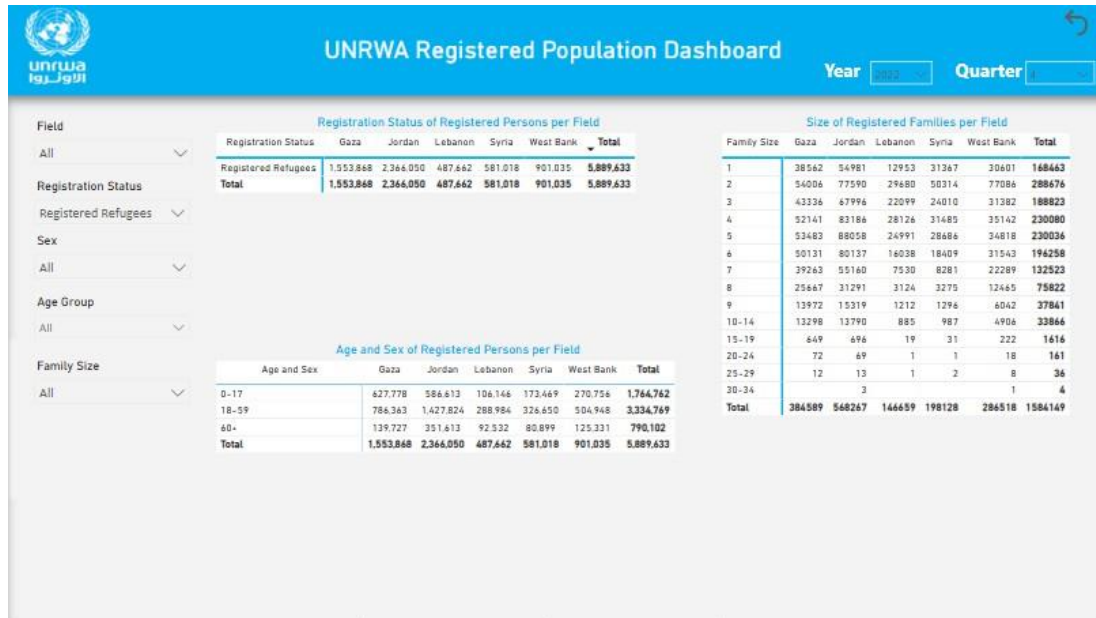 unrwa
الأونروا
UNRWA Registered Population Dashboard
Year 2022 Quarter 4
Field
All
Registration Status
Registered Refugees
Sex
All
Age Group
All
Family Size
All
Registration Status of Registered Persons per Field
Registration Status Gaza Jordan Lebanon Syria West Bank Total
Registered Refugees 1,553,868 2,366,050 487,662 581,018 901,035 5,889,633
Total 1,553,868 2,366,050 487,662 581,018 901,035 5,889,633
Age and Sex of Registered Persons per Field
Age and Sex Gaza Jordan Lebanon Syria West Bank Total
0-17 627,778 586,613 106,146 173,469 270,756 1,764,762
18-59 786,363 1,427,824 288,984 326,650 504,948 3,334,769
60+ 139,727 351,613 92,532 80,899 125,331 790,102
Total 1,553,868 2,366,050 487,662 581,018 901,035 5,889,633
Size of Registered Families per Field
Family Size Gaza Jordan Lebanon Syria West Bank Total
1 38562 54981 12953 31367 30601 168463
2 54006 77590 29680 50314 77086 288676
3 43336 67996 22099 24010 31382 188823
4 52141 83186 28126 31485 35142 230080
5 53483 88058 24991 28686 34818 230036
6 50131 80137 16038 18409 31543 196258
7 39263 55160 7530 8281 22289 132523
8 25667 31291 3124 3275 12465 75822
9 13972 15319 1212 1296 6042 37841
10-14 13298 13790 885 987 4906 33866
15-19 649 696 19 31 222 1616
20-24 72 69 1 1 18 161
25-29 12 13 1 2 8 36
30-34 3 1 4
Total 384589 568267 146659 198128 286518 1584149